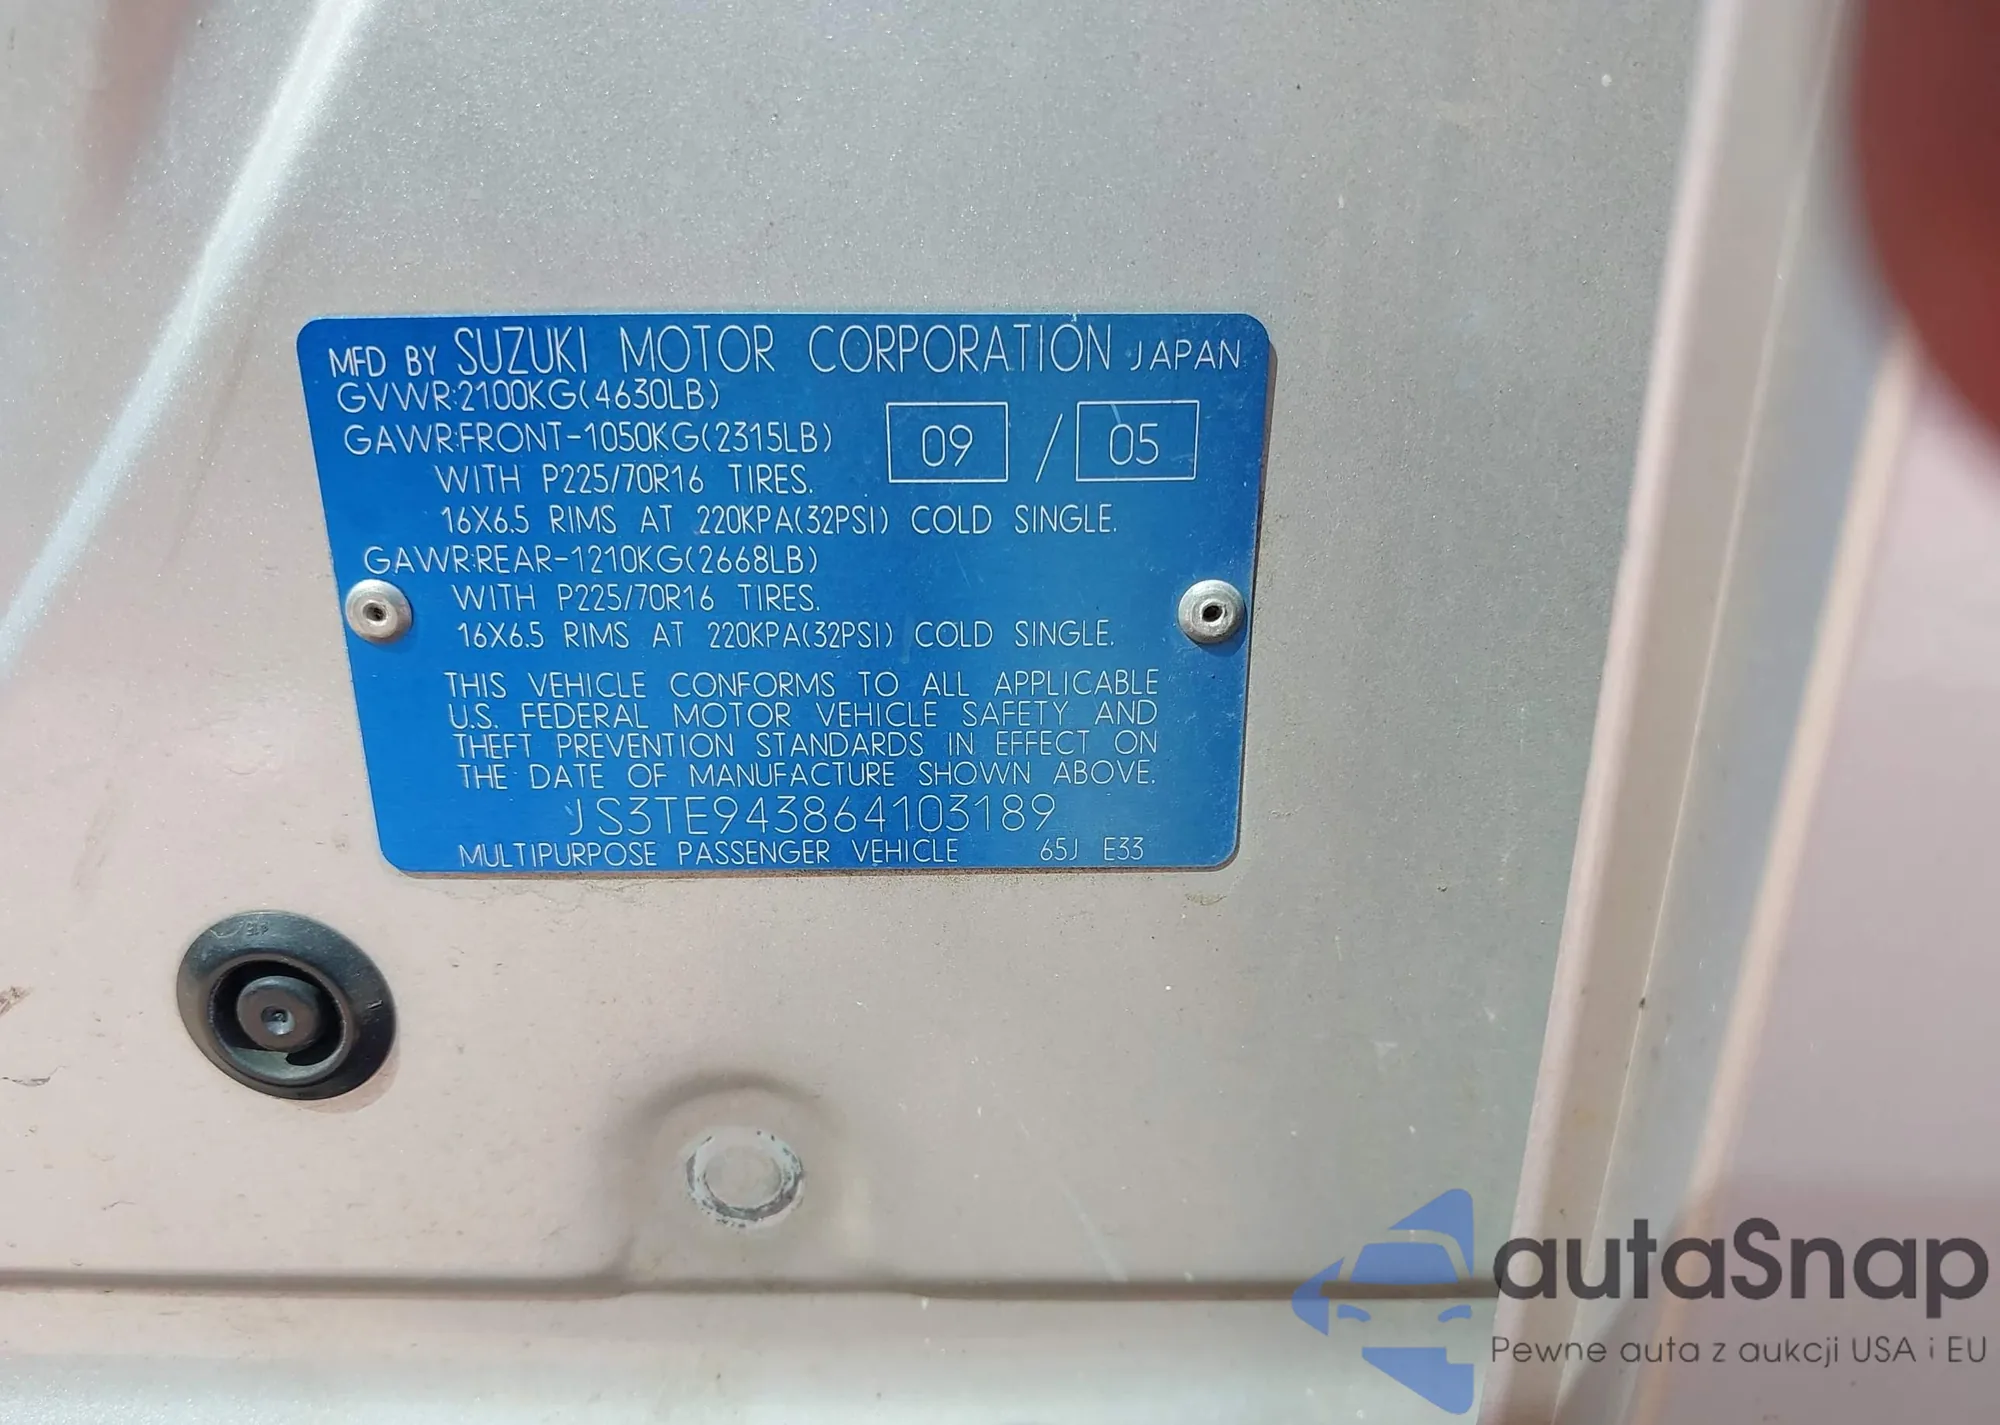 MFD BY SUZUKI MOTOR CORPORATION JAPAN
GVWR:2100KG(4630LB)
GAWR:FRONT-1050KG(2315LB)
09 / 05
WITH P225/70R16 TIRES.
16X6.5 RIMS AT 220KPA(32PSI) COLD SINGLE.
GAWR:REAR-1210KG(2668LB)
WITH P225/70R16 TIRES.
16X6.5 RIMS AT 220KPA(32PSI) COLD SINGLE.
THIS VEHICLE CONFORMS TO ALL APPLICABLE
U.S. FEDERAL MOTOR VEHICLE SAFETY AND
THEFT PREVENTION STANDARDS IN EFFECT ON
THE DATE OF MANUFACTURE SHOWN ABOVE.
JS3TE943864103189
MULTIPURPOSE PASSENGER VEHICLE 65J E33
autaSnap
Pewne auta z aukcji USA i EU